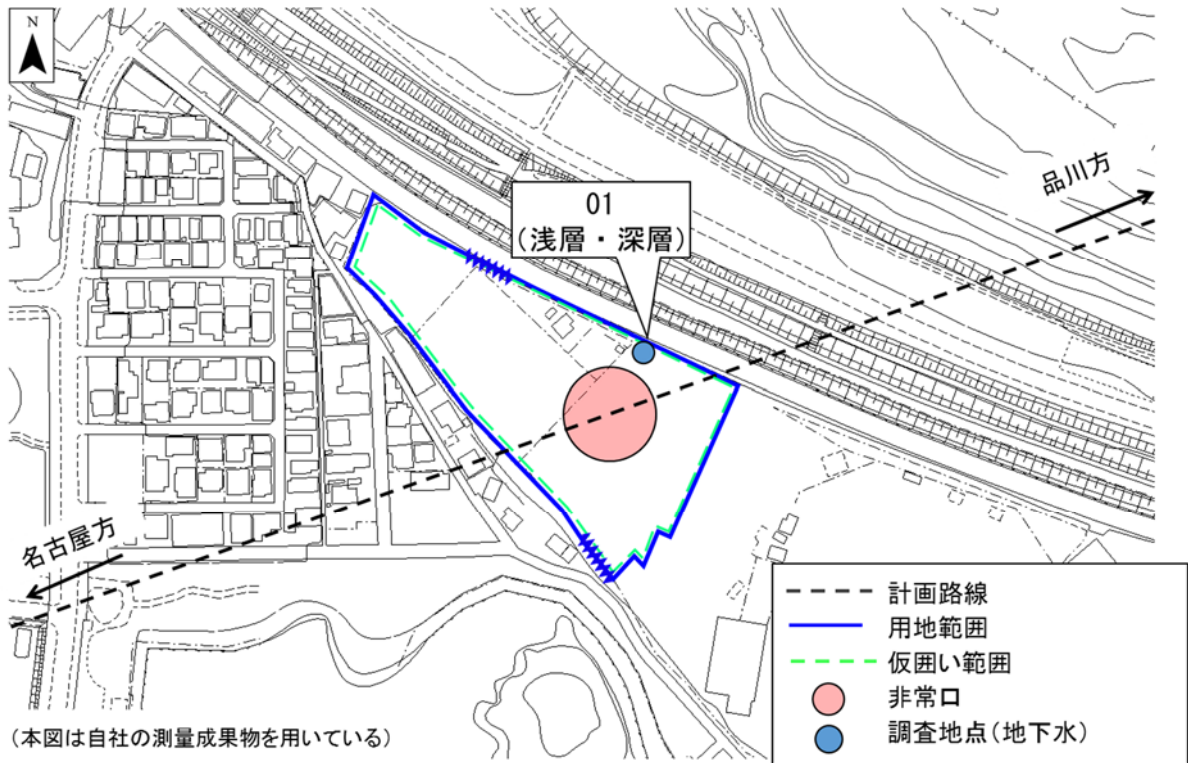 N
01
(浅層・深層)
品川方
名古屋方
計画路線
用地範囲
仮囲い範囲
非常口
調査地点(地下水)
(本図は自社の測量成果物を用いている)